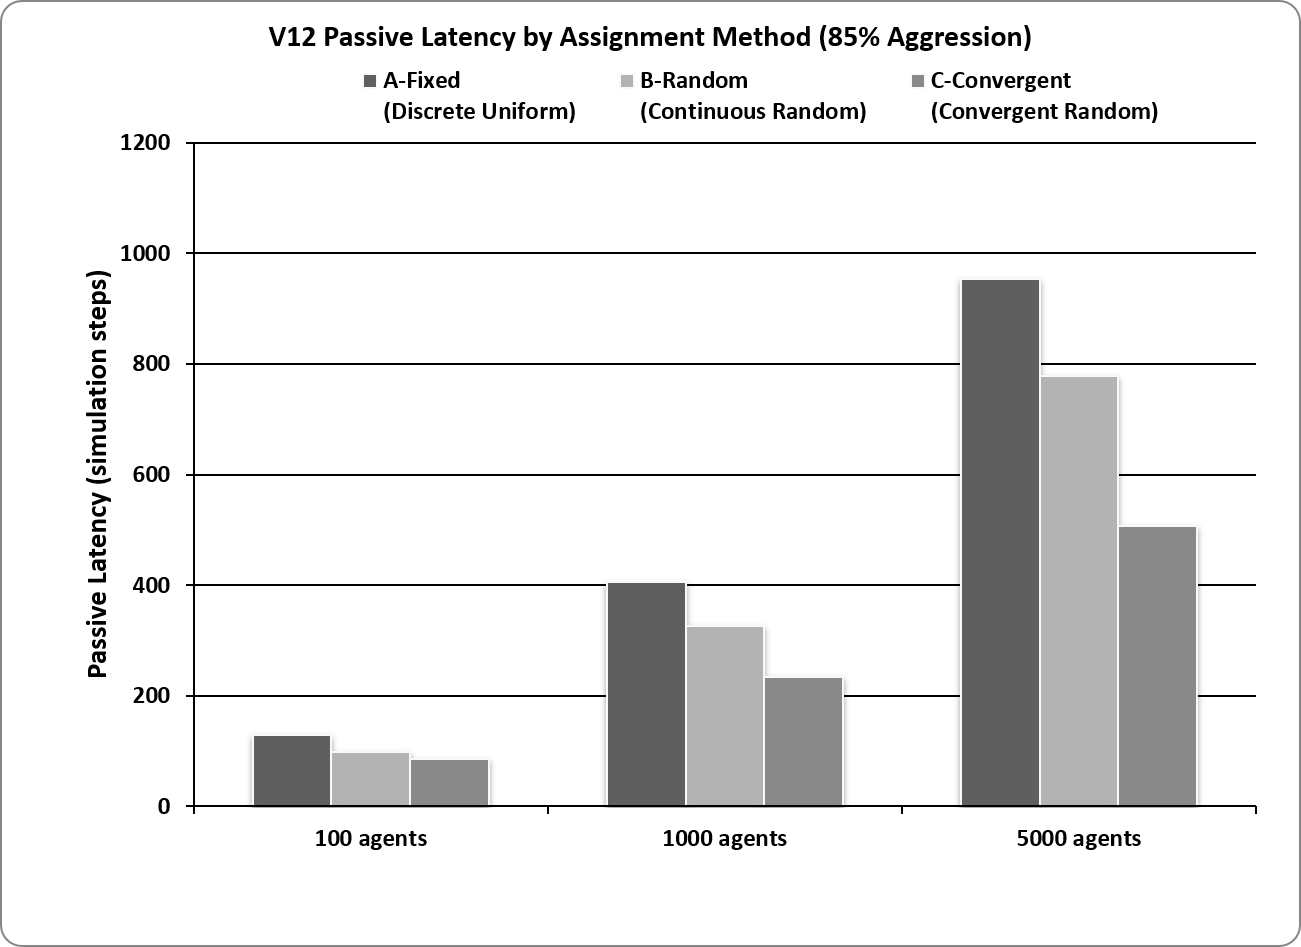 V12 Passive Latency by Assignment Method (85% Aggression)
A-Fixed
(Discrete Uniform)
B-Random
(Continuous Random)
C-Convergent
(Convergent Random)
Passive Latency (simulation steps)
1200
1000
800
600
400
200
0
100 agents
1000 agents
5000 agents